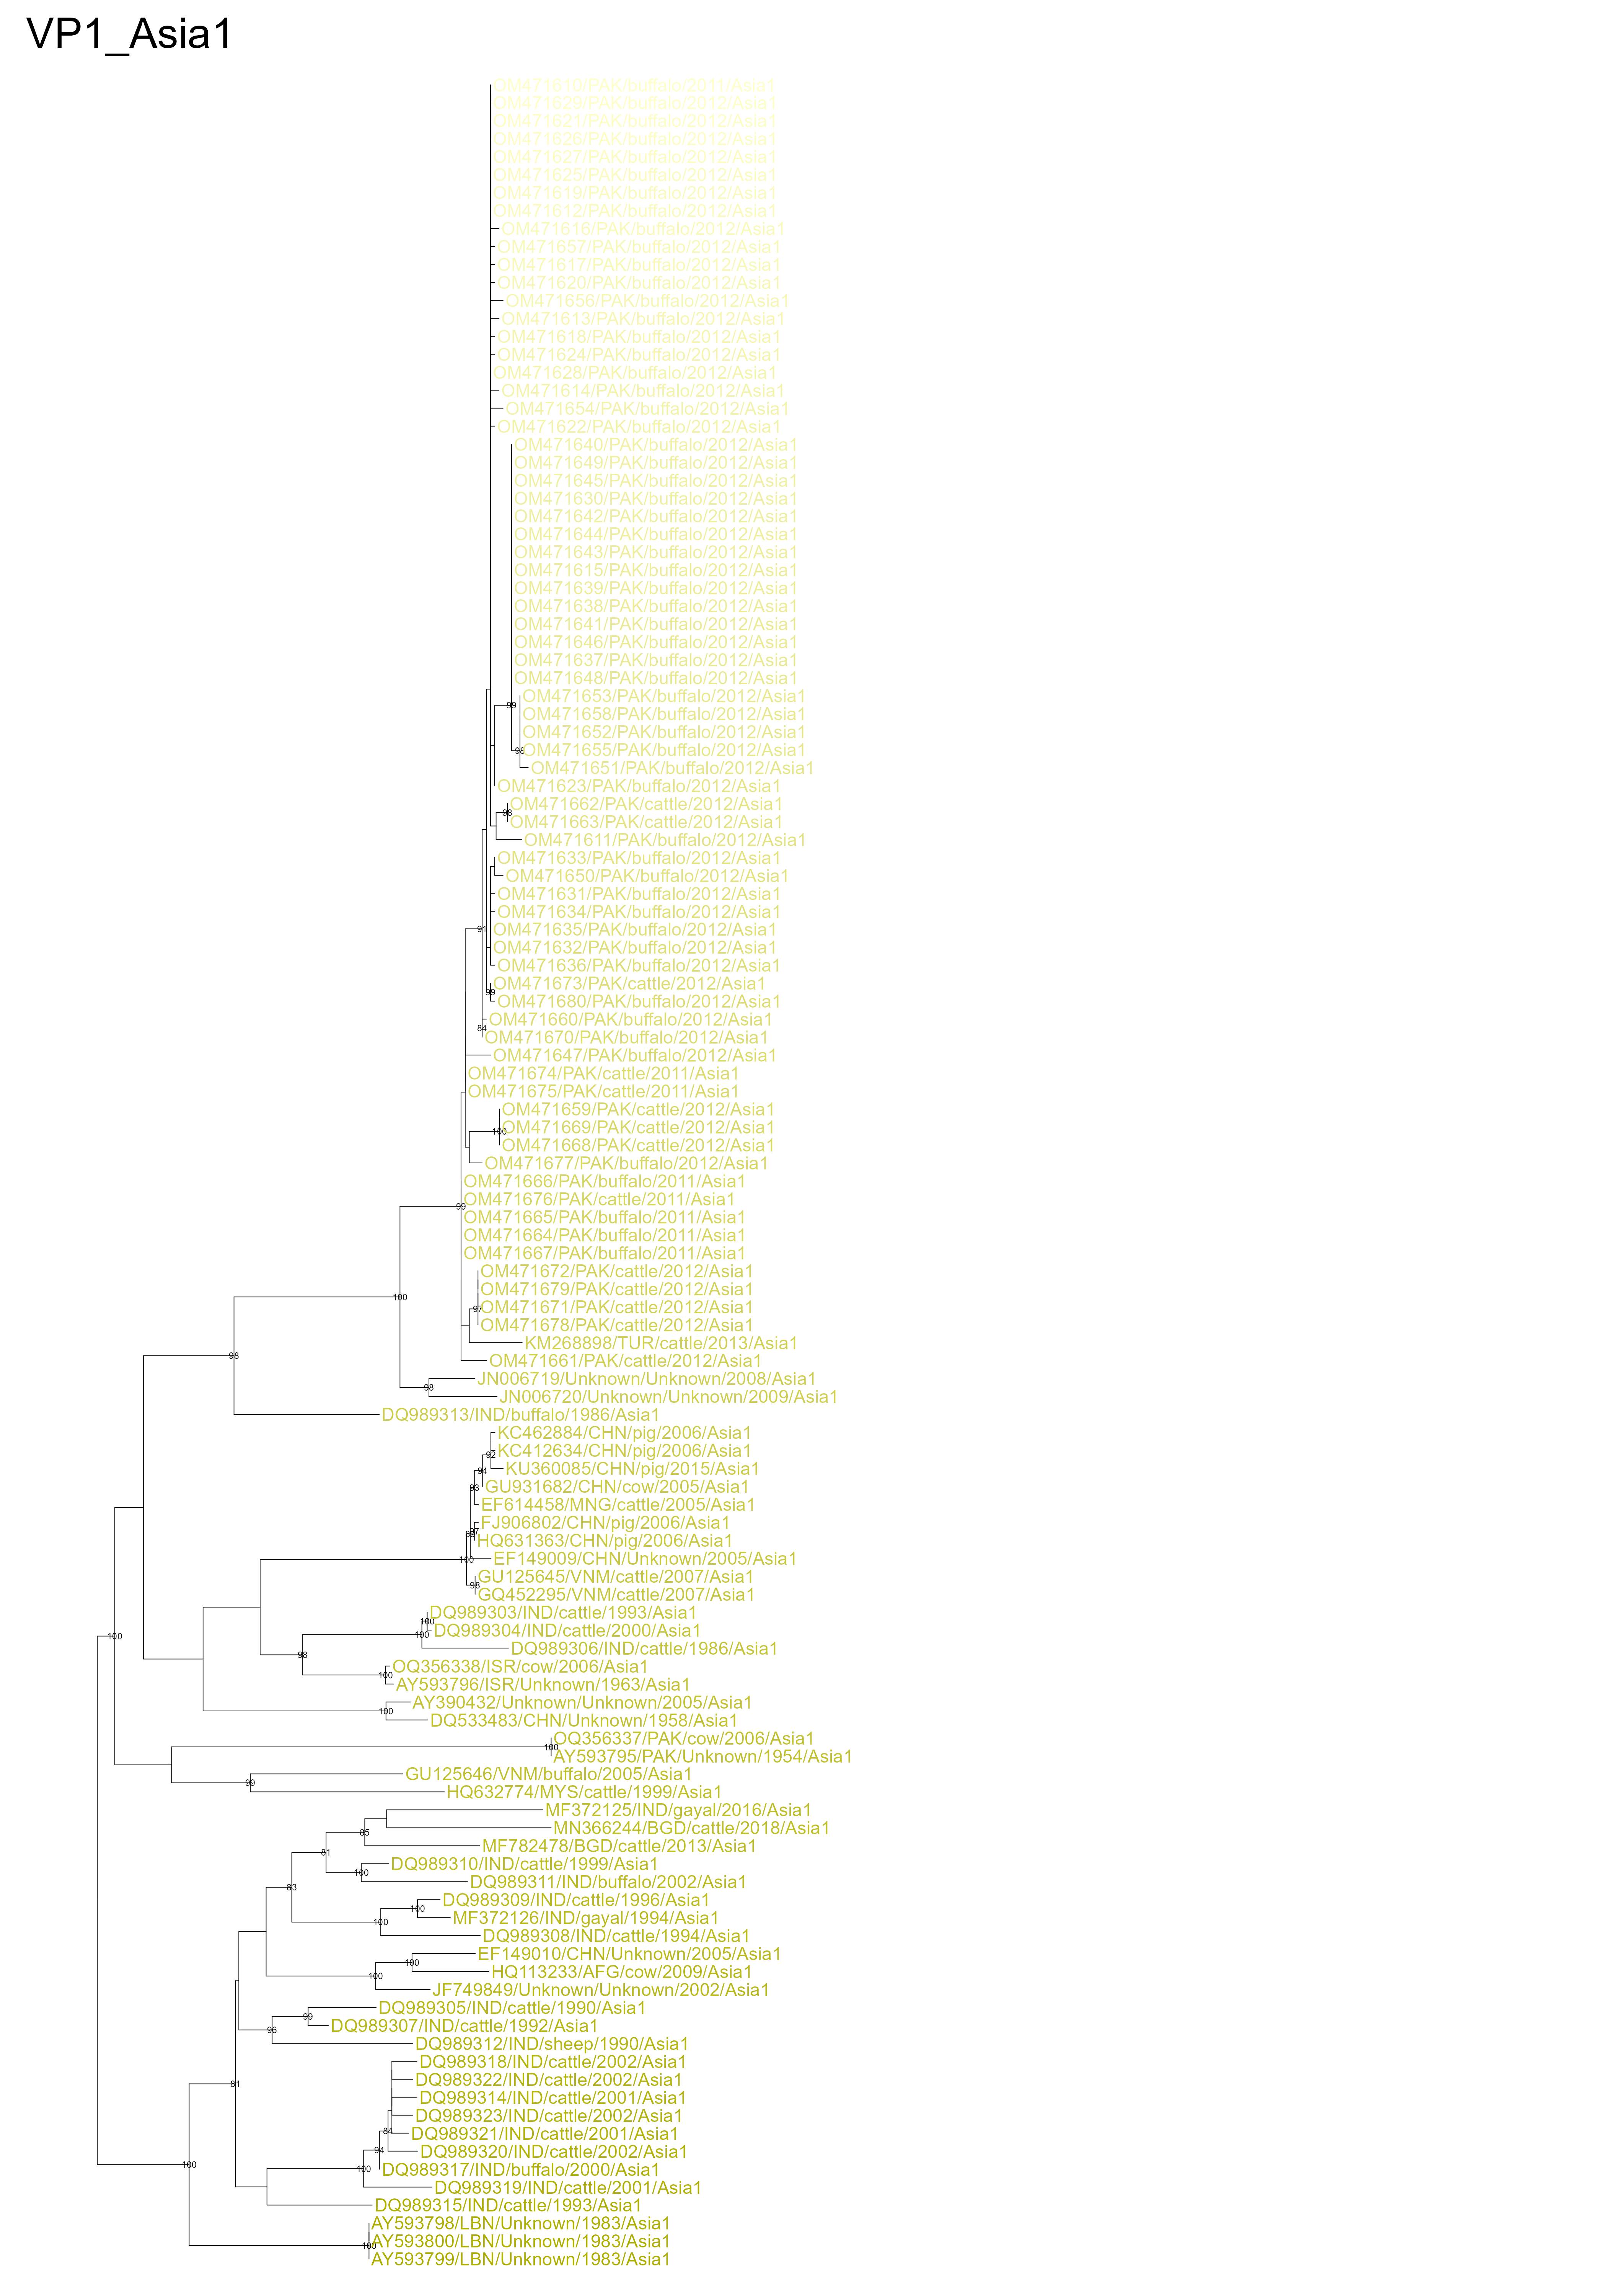 VP1_Asia1
OM471610/PAK/buffalo/2011/Asia1
OM471629/PAK/buffalo/2012/Asia1
OM471621/PAK/buffalo/2012/Asia1
OM471626/PAK/buffalo/2012/Asia1
OM471627/PAK/buffalo/2012/Asia1
OM471625/PAK/buffalo/2012/Asia1
OM471619/PAK/buffalo/2012/Asia1
OM471612/PAK/buffalo/2012/Asia1
OM471616/PAK/buffalo/2012/Asia1
OM471657/PAK/buffalo/2012/Asia1
OM471617/PAK/buffalo/2012/Asia1
OM471620/PAK/buffalo/2012/Asia1
OM471656/PAK/buffalo/2012/Asia1
OM471613/PAK/buffalo/2012/Asia1
OM471618/PAK/buffalo/2012/Asia1
OM471624/PAK/buffalo/2012/Asia1
OM471628/PAK/buffalo/2012/Asia1
OM471614/PAK/buffalo/2012/Asia1
OM471654/PAK/buffalo/2012/Asia1
OM471622/PAK/buffalo/2012/Asia1
OM471640/PAK/buffalo/2012/Asia1
OM471649/PAK/buffalo/2012/Asia1
OM471645/PAK/buffalo/2012/Asia1
OM471630/PAK/buffalo/2012/Asia1
OM471642/PAK/buffalo/2012/Asia1
OM471644/PAK/buffalo/2012/Asia1
OM471643/PAK/buffalo/2012/Asia1
OM471615/PAK/buffalo/2012/Asia1
OM471639/PAK/buffalo/2012/Asia1
OM471638/PAK/buffalo/2012/Asia1
OM471641/PAK/buffalo/2012/Asia1
OM471646/PAK/buffalo/2012/Asia1
OM471637/PAK/buffalo/2012/Asia1
OM471648/PAK/buffalo/2012/Asia1
OM471653/PAK/buffalo/2012/Asia1
99
OM471658/PAK/buffalo/2012/Asia1
OM471652/PAK/buffalo/2012/Asia1
98
OM471655/PAK/buffalo/2012/Asia1
OM471651/PAK/buffalo/2012/Asia1
OM471623/PAK/buffalo/2012/Asia1
OM471662/PAK/cattle/2012/Asia1
98
OM471663/PAK/cattle/2012/Asia1
OM471611/PAK/buffalo/2012/Asia1
OM471633/PAK/buffalo/2012/Asia1
OM471650/PAK/buffalo/2012/Asia1
OM471631/PAK/buffalo/2012/Asia1
OM471634/PAK/buffalo/2012/Asia1
91
OM471635/PAK/buffalo/2012/Asia1
OM471632/PAK/buffalo/2012/Asia1
OM471636/PAK/buffalo/2012/Asia1
OM471673/PAK/cattle/2012/Asia1
99
OM471680/PAK/buffalo/2012/Asia1
OM471660/PAK/buffalo/2012/Asia1
84
OM471670/PAK/buffalo/2012/Asia1
OM471647/PAK/buffalo/2012/Asia1
OM471674/PAK/cattle/2011/Asia1
OM471675/PAK/cattle/2011/Asia1
OM471659/PAK/cattle/2012/Asia1
OM471669/PAK/cattle/2012/Asia1
100
OM471668/PAK/cattle/2012/Asia1
OM471677/PAK/buffalo/2012/Asia1
OM471666/PAK/buffalo/2011/Asia1
OM471676/PAK/cattle/2011/Asia1
99
OM471665/PAK/buffalo/2011/Asia1
OM471664/PAK/buffalo/2011/Asia1
OM471667/PAK/buffalo/2011/Asia1
OM471672/PAK/cattle/2012/Asia1
OM471679/PAK/cattle/2012/Asia1
100
OM471671/PAK/cattle/2012/Asia1
97
OM471678/PAK/cattle/2012/Asia1
KM268898/TUR/cattle/2013/Asia1
98
OM471661/PAK/cattle/2012/Asia1
JN006719/Unknown/Unknown/2008/Asia1
98
JN006720/Unknown/Unknown/2009/Asia1
DQ989313/IND/buffalo/1986/Asia1
KC462884/CHN/pig/2006/Asia1
KC412634/CHN/pig/2006/Asia1
92
KU360085/CHN/pig/2015/Asia1
94
GU931682/CHN/cow/2005/Asia1
93
EF614458/MNG/cattle/2005/Asia1
FJ906802/CHN/pig/2006/Asia1
HQ631363/CHN/pig/2006/Asia1
EF149009/CHN/Unknown/2005/Asia1
100
GU125645/VNM/cattle/2007/Asia1
98
GQ452295/VNM/cattle/2007/Asia1
DQ989303/IND/cattle/1993/Asia1
100
DQ989304/IND/cattle/2000/Asia1
100
DQ989306/IND/cattle/1986/Asia1
98
OQ356338/ISR/cow/2006/Asia1
100
AY593796/ISR/Unknown/1963/Asia1
AY390432/Unknown/Unknown/2005/Asia1
100
DQ533483/CHN/Unknown/1958/Asia1
100
OQ356337/PAK/cow/2006/Asia1
100
AY593795/PAK/Unknown/1954/Asia1
GU125646/VNM/buffalo/2005/Asia1
99
HQ632774/MYS/cattle/1999/Asia1
MF372125/IND/gayal/2016/Asia1
MN366244/BGD/cattle/2018/Asia1
85
MF782478/BGD/cattle/2013/Asia1
81
DQ989310/IND/cattle/1999/Asia1
100
DQ989311/IND/buffalo/2002/Asia1
83
DQ989309/IND/cattle/1996/Asia1
100
MF372126/IND/gayal/1994/Asia1
100
DQ989308/IND/cattle/1994/Asia1
EF149010/CHN/Unknown/2005/Asia1
100
HQ113233/AFG/cow/2009/Asia1
100
JF749849/Unknown/Unknown/2002/Asia1
DQ989305/IND/cattle/1990/Asia1
99
DQ989307/IND/cattle/1992/Asia1
96
DQ989312/IND/sheep/1990/Asia1
DQ989318/IND/cattle/2002/Asia1
DQ989322/IND/cattle/2002/Asia1
81
DQ989314/IND/cattle/2001/Asia1
DQ989323/IND/cattle/2002/Asia1
84
DQ989321/IND/cattle/2001/Asia1
94
DQ989320/IND/cattle/2002/Asia1
100
100
DQ989317/IND/buffalo/2000/Asia1
DQ989319/IND/cattle/2001/Asia1
DQ989315/IND/cattle/1993/Asia1
AY593798/LBN/Unknown/1983/Asia1
AY593800/LBN/Unknown/1983/Asia1
100
AY593799/LBN/Unknown/1983/Asia1